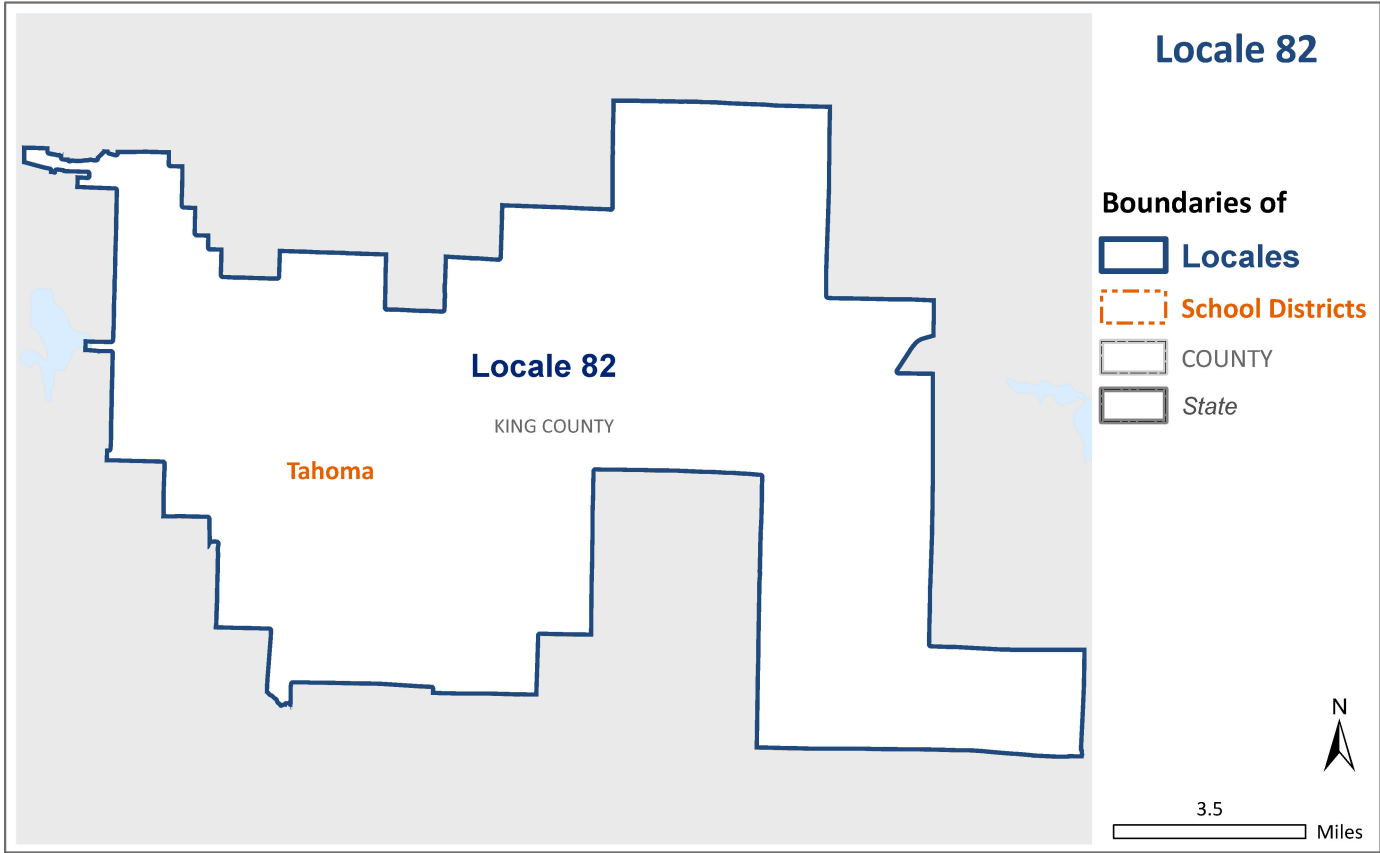 Locale 82
Boundaries of
Locales
School Districts
COUNTY
State
Locale 82
KING COUNTY
Tahoma
N
3.5
Miles